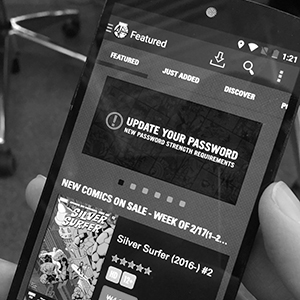 1:21
Featured
FEATURED
JUST ADDED
DISCOVER
UPDATE YOUR PASSWORD
NEW PASSWORD STRENGTH REQUIREMENTS
NEW COMICS ON SALE - WEEK OF 2/17(1-2...
SILVER
SURFER
Silver Surfer (2016-) #2